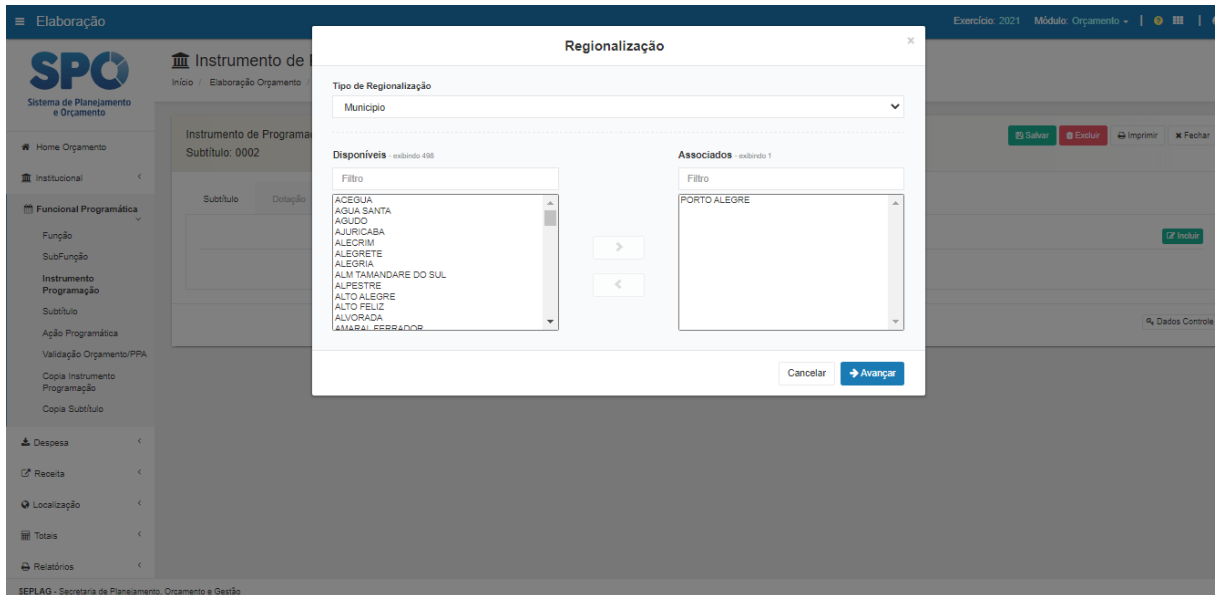 ≡ Elaboração
Exercício: 2021 Módulo: Orçamento
SPO
Sistema de Planejamento
e Orçamento
Home Orçamento
Institucional
Funcional Programática
Função
SubFunção
Instrumento
Programação
Subtítulo
Ação Programática
Validação Orçamento/PPA
Copia Instrumento
Programação
Copia Subtítulo
Despesa
Receita
Localização
Totais
Relatórios
Instrumento de
Início / Elaboração Orçamento /
Instrumento de Programa
Subtítulo: 0002
Salvar Excluir Imprimir Fechar
Subtítulo Dotação
Incluir
Dados Controle
Regionalização ×
Tipo de Regionalização
Municipio
Disponíveis - exibindo 498
Filtro
ACEGUA
AGUA SANTA
AGUDO
AJURICABA
ALECRIM
ALEGRETE
ALEGRIA
ALM TAMANDARE DO SUL
ALPESTRE
ALTO ALEGRE
ALTO FELIZ
ALVORADA
AMARAL FERRADOR
> 
<
Associados - exibindo 1
Filtro
PORTO ALEGRE
Cancelar Avançar
SEPLAG - Secretaria de Planejamento, Orçamento e Gestão